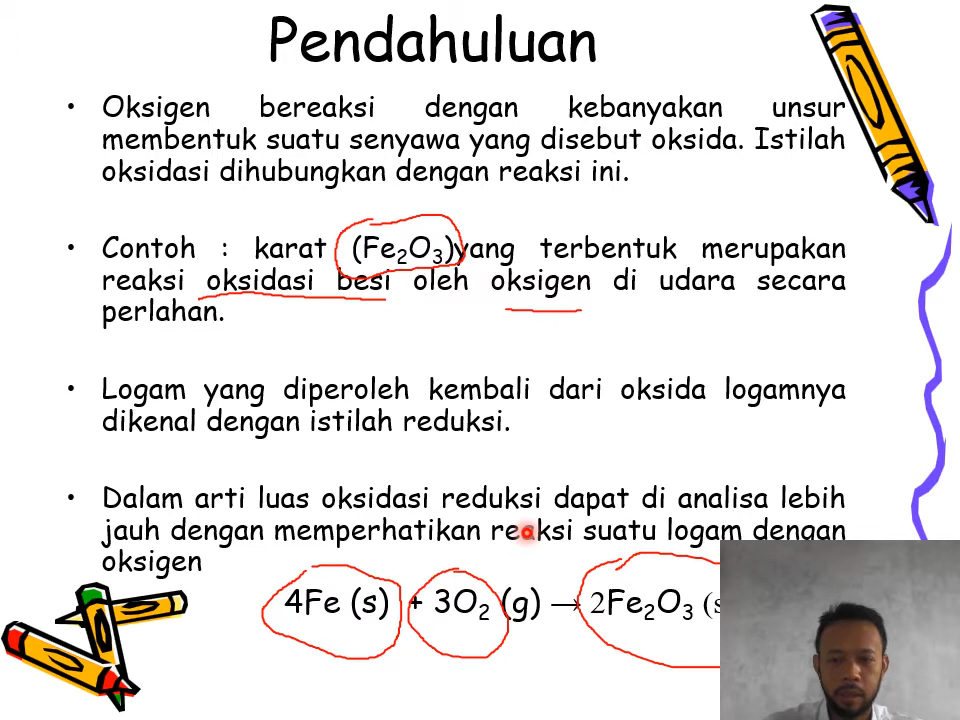 Pendahuluan
• Oksigen bereaksi dengan kebanyakan unsur
membentuk suatu senyawa yang disebut oksida. Istilah
oksidasi dihubungkan dengan reaksi ini.
• Contoh : karat (Fe₂O₃)yang terbentuk merupakan
reaksi oksidasi besi oleh oksigen di udara secara
perlahan.
• Logam yang diperoleh kembali dari oksida logamnya
dikenal dengan istilah reduksi.
• Dalam arti luas oksidasi reduksi dapat di analisa lebih
jauh dengan memperhatikan reaksi suatu logam dengan
oksigen
4Fe (s) + 3O₂ (g) → 2Fe₂O₃ (s